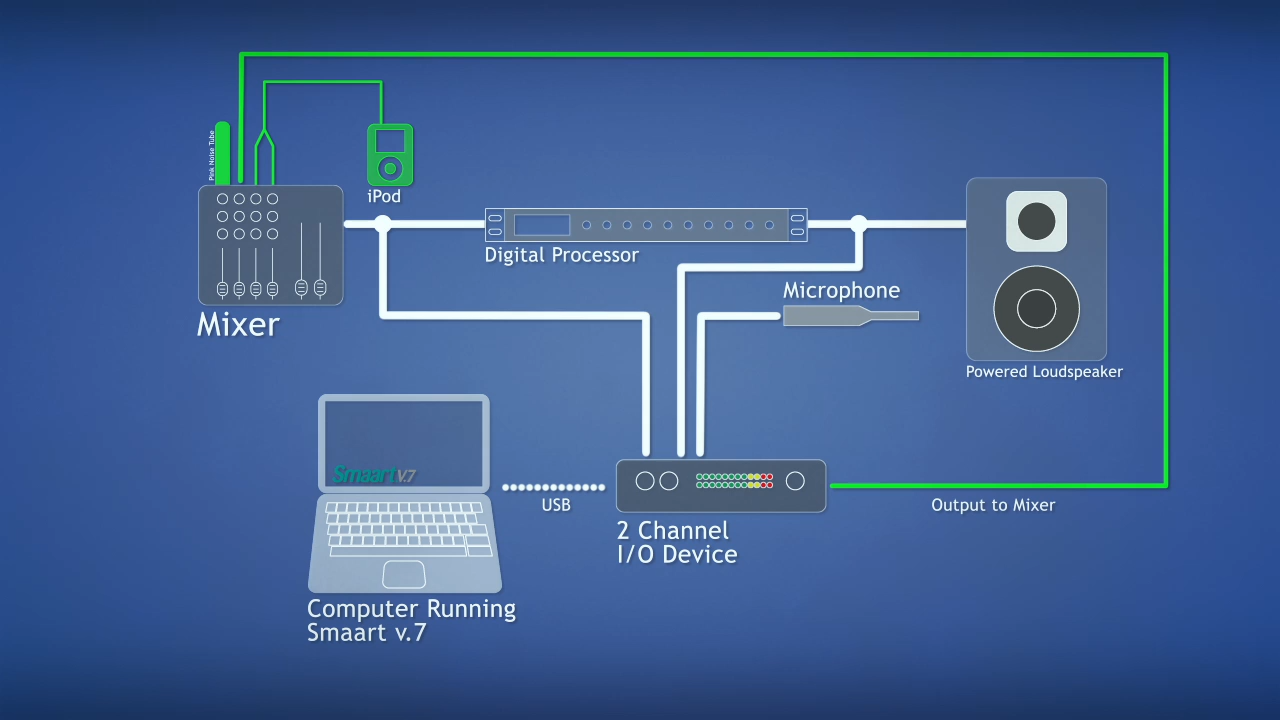 Pink Noise Tube
iPod
Digital Processor
Microphone
Mixer
Powered Loudspeaker
Smaart v.7
USB
Output to Mixer
2 Channel
I/O Device
Computer Running
Smaart v.7